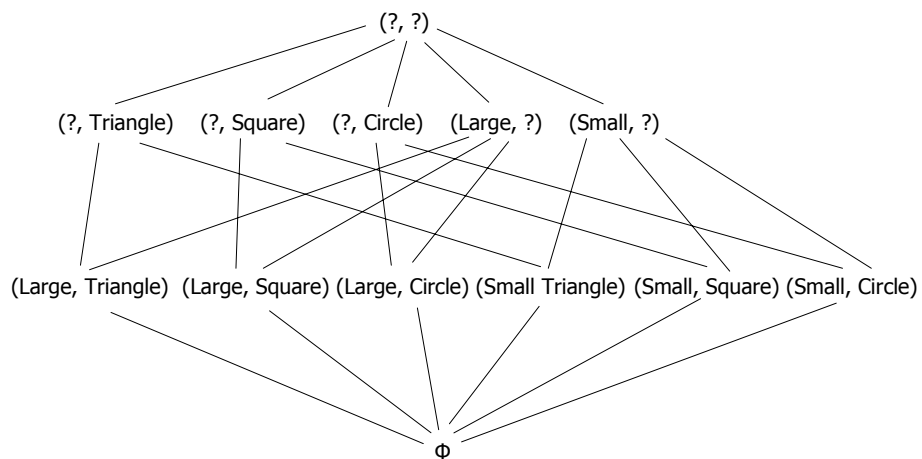 (?, ?)
(?, Triangle) (?, Square) (?, Circle) (Large, ?) (Small, ?)
(Large, Triangle) (Large, Square) (Large, Circle) (Small Triangle) (Small, Square) (Small, Circle)
Φ